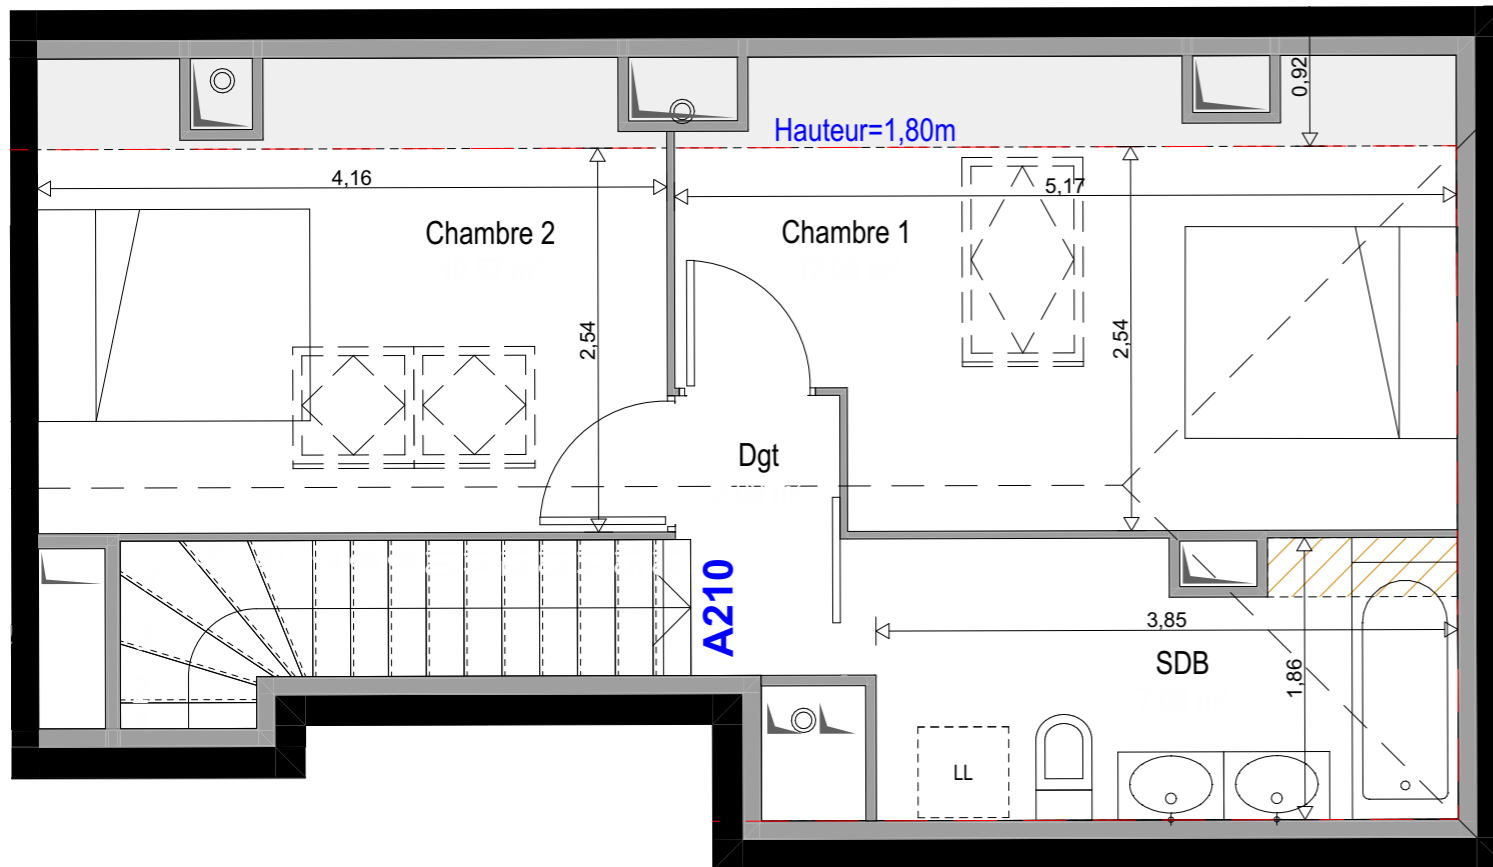 0,92
Hauteur=1,80m
4,16
5,17
Chambre 2
Chambre 1
2,54
2,54
Dgt
A210
3,85
SDB
1,86
LL